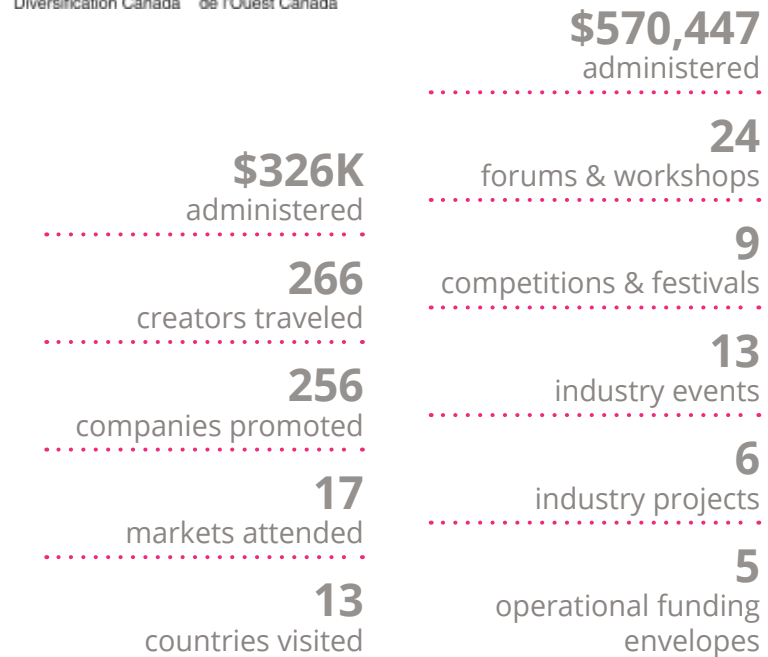 Diversification Canada de l'Ouest Canada
$326K
administered
266
creators traveled
256
companies promoted
17
markets attended
13
countries visited
$570,447
administered
24
forums & workshops
9
competitions & festivals
13
industry events
6
industry projects
5
operational funding
envelopes